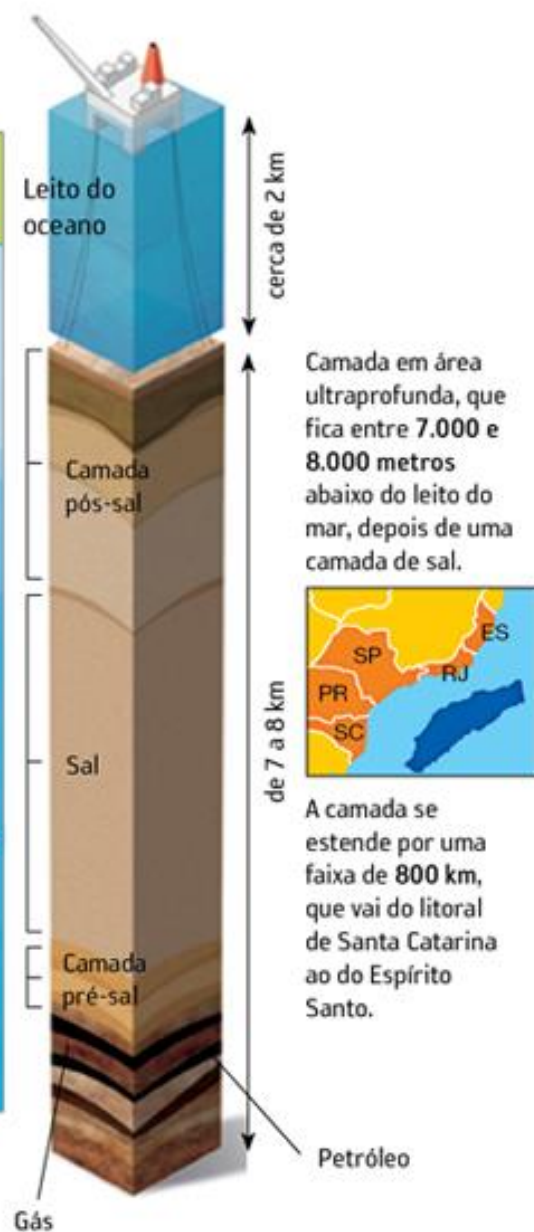 Leito do
oceano
cerca de 2 km
Camada em área
ultraprofunda, que
fica entre 7.000 e
8.000 metros
abaixo do leito do
mar, depois de uma
camada de sal.
Camada
pós-sal
ES
SP
RJ
PR
SC
de 7 a 8 km
Sal
A camada se
estende por uma
faixa de 800 km,
que vai do litoral
de Santa Catarina
ao do Espírito
Santo.
Camada
pré-sal
Petróleo
Gás